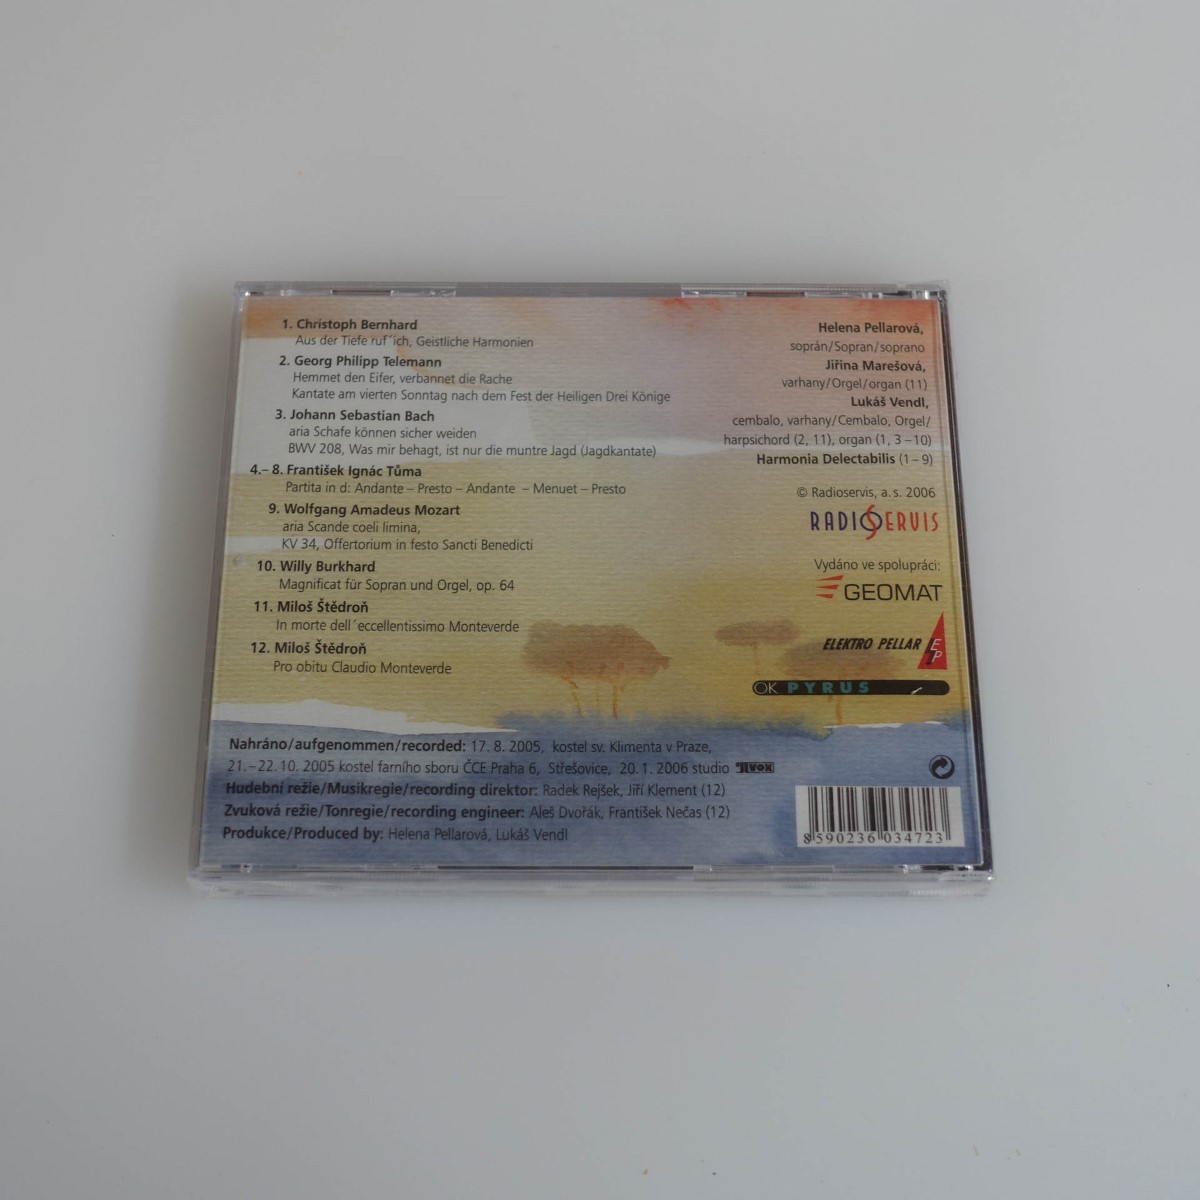 1. Christoph Bernhard
Aus der Tiefe ruf´ich, Geistliche Harmonien
2. Georg Philipp Telemann
Hemmet den Eifer, verbannet die Rache
Kantate am vierten Sonntag nach dem Fest der Heiligen Drei Könige
3. Johann Sebastian Bach
aria Schafe können sicher weiden
BWV 208, Was mir behagt, ist nur die muntre Jagd (Jagdkantate)
4.– 8. František Ignác Tůma
Partita in d: Andante – Presto – Andante – Menuet – Presto
9. Wolfgang Amadeus Mozart
aria Scande coeli limina,
KV 34, Offertorium in festo Sancti Benedicti
10. Willy Burkhard
Magnificat für Sopran und Orgel, op. 64
11. Miloš Štědroň
In morte dell´eccellentissimo Monteverde
12. Miloš Štědroň
Pro obitu Claudio Monteverde
Helena Pellarová,
soprán/Sopran/soprano
Jiřina Marešová,
varhany/Orgel/organ (11)
Lukáš Vendl,
cembalo, varhany/Cembalo, Orgel/
harpsichord (2, 11), organ (1, 3–10)
Harmonia Delectabilis (1–9)
© Radioservis, a. s. 2006
RADIOSERVIS
Vydáno ve spolupráci:
GEOMAT
ELEKTRO PELLAR EP
OK PYRUS
Nahráno/aufgenommen/recorded: 17. 8. 2005, kostel sv. Klimenta v Praze,
21.–22. 10. 2005 kostel farního sboru ČCE Praha 6, Střešovice, 20. 1. 2006 studio
Hudební režie/Musikregie/recording direktor: Radek Rejšek, Jiří Klement (12)
Zvuková režie/Tonregie/recording engineer: Aleš Dvořák, František Nečas (12)
Produkce/Produced by: Helena Pellarová, Lukáš Vendl
8 590236 034723